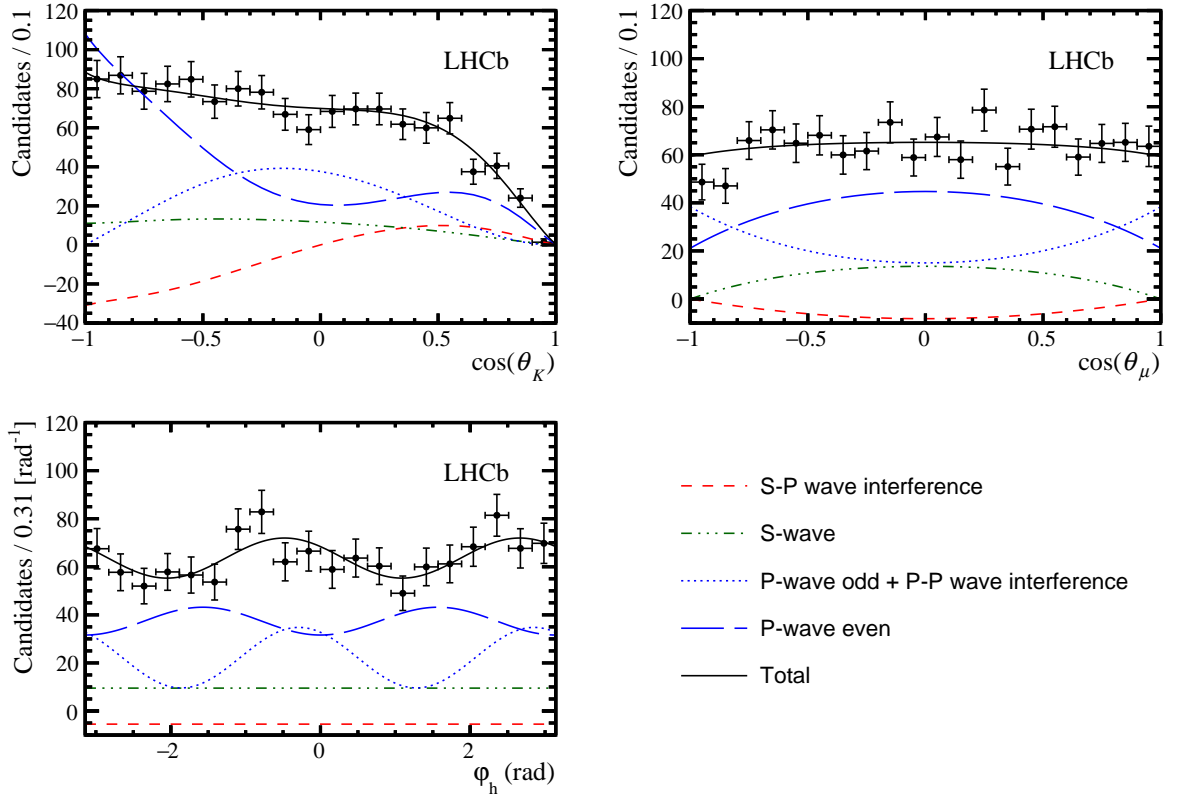 Candidates / 0.1
120
100
80
60
40
20
0
−20
−40
LHCb
−1
−0.5
0
0.5
1
cos(θK)
Candidates / 0.1
120
100
80
60
40
20
0
LHCb
−1
−0.5
0
0.5
1
cos(θμ)
Candidates / 0.31 [rad-1]
120
100
80
60
40
20
0
LHCb
−2
0
2
φh (rad)
S-P wave interference
S-wave
P-wave odd + P-P wave interference
P-wave even
Total